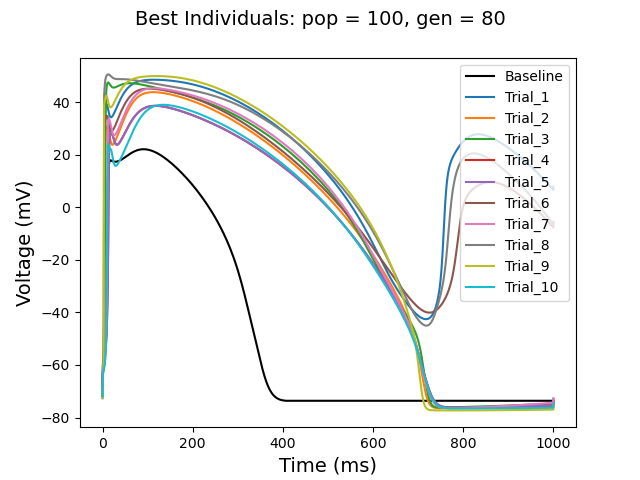 Best Individuals: pop = 100, gen = 80
Voltage (mV)
40
20
0
−20
−40
−60
−80
0 200 400 600 800 1000
Time (ms)
Baseline
Trial_1
Trial_2
Trial_3
Trial_4
Trial_5
Trial_6
Trial_7
Trial_8
Trial_9
Trial_10